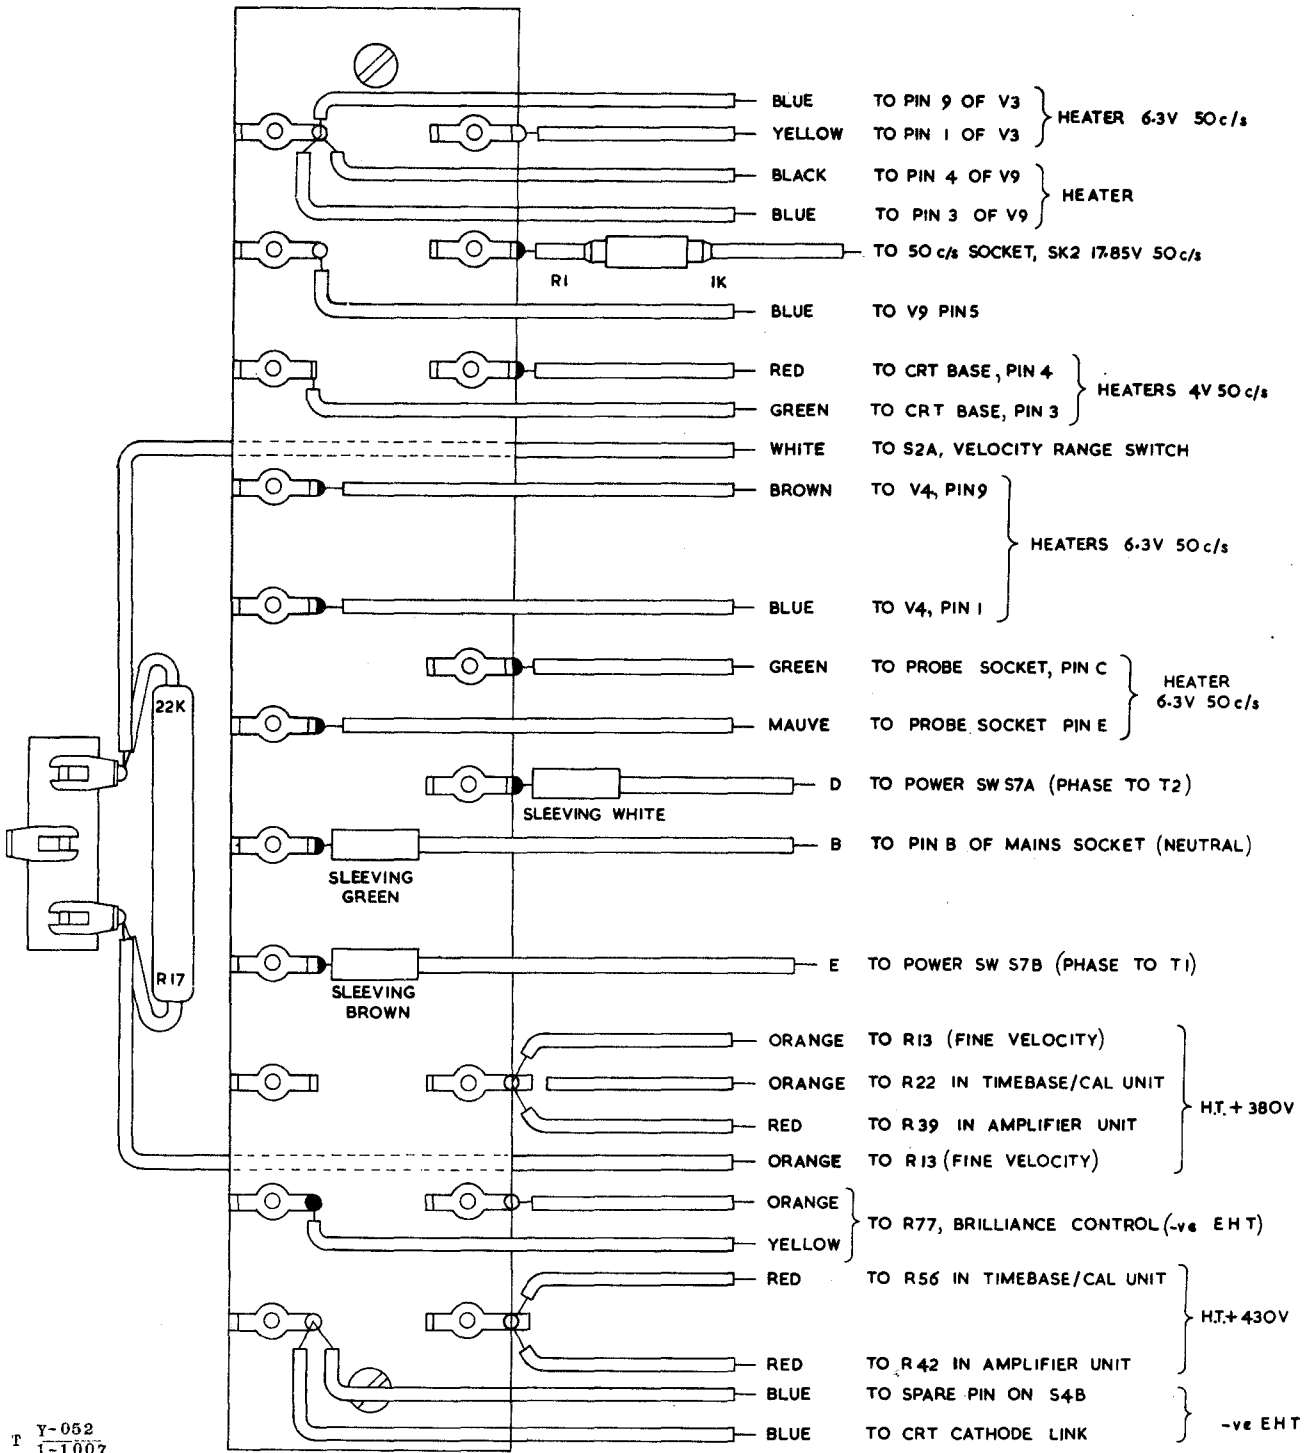 BLUE TO PIN 9 OF V3
HEATER 6.3V 50c/s
YELLOW TO PIN 1 OF V3
BLACK TO PIN 4 OF V9
HEATER
BLUE TO PIN 3 OF V9
TO 50c/s SOCKET, SK2 17.85V 50c/s
R1 1K
BLUE TO V9 PIN5
RED TO CRT BASE, PIN 4
HEATERS 4V 50c/s
GREEN TO CRT BASE, PIN 3
WHITE TO S2A, VELOCITY RANGE SWITCH
BROWN TO V4, PIN9
HEATERS 6.3V 50c/s
BLUE TO V4, PIN 1
GREEN TO PROBE SOCKET, PIN C
HEATER
6.3V 50c/s
22K
MAUVE TO PROBE SOCKET PIN E
D TO POWER SW S7A (PHASE TO T2)
SLEEVING WHITE
B TO PIN B OF MAINS SOCKET (NEUTRAL)
SLEEVING
GREEN
E TO POWER SW S7B (PHASE TO T1)
R17
SLEEVING
BROWN
ORANGE TO R13 (FINE VELOCITY)
ORANGE TO R22 IN TIMEBASE/CAL UNIT
H.T.+380V
RED TO R39 IN AMPLIFIER UNIT
ORANGE TO R13 (FINE VELOCITY)
ORANGE
TO R77, BRILLIANCE CONTROL (-ve EHT)
YELLOW
RED TO R56 IN TIMEBASE/CAL UNIT
H.T.+430V
RED TO R42 IN AMPLIFIER UNIT
BLUE TO SPARE PIN ON S4B
-ve EHT
BLUE TO CRT CATHODE LINK
T Y-052
1-1007